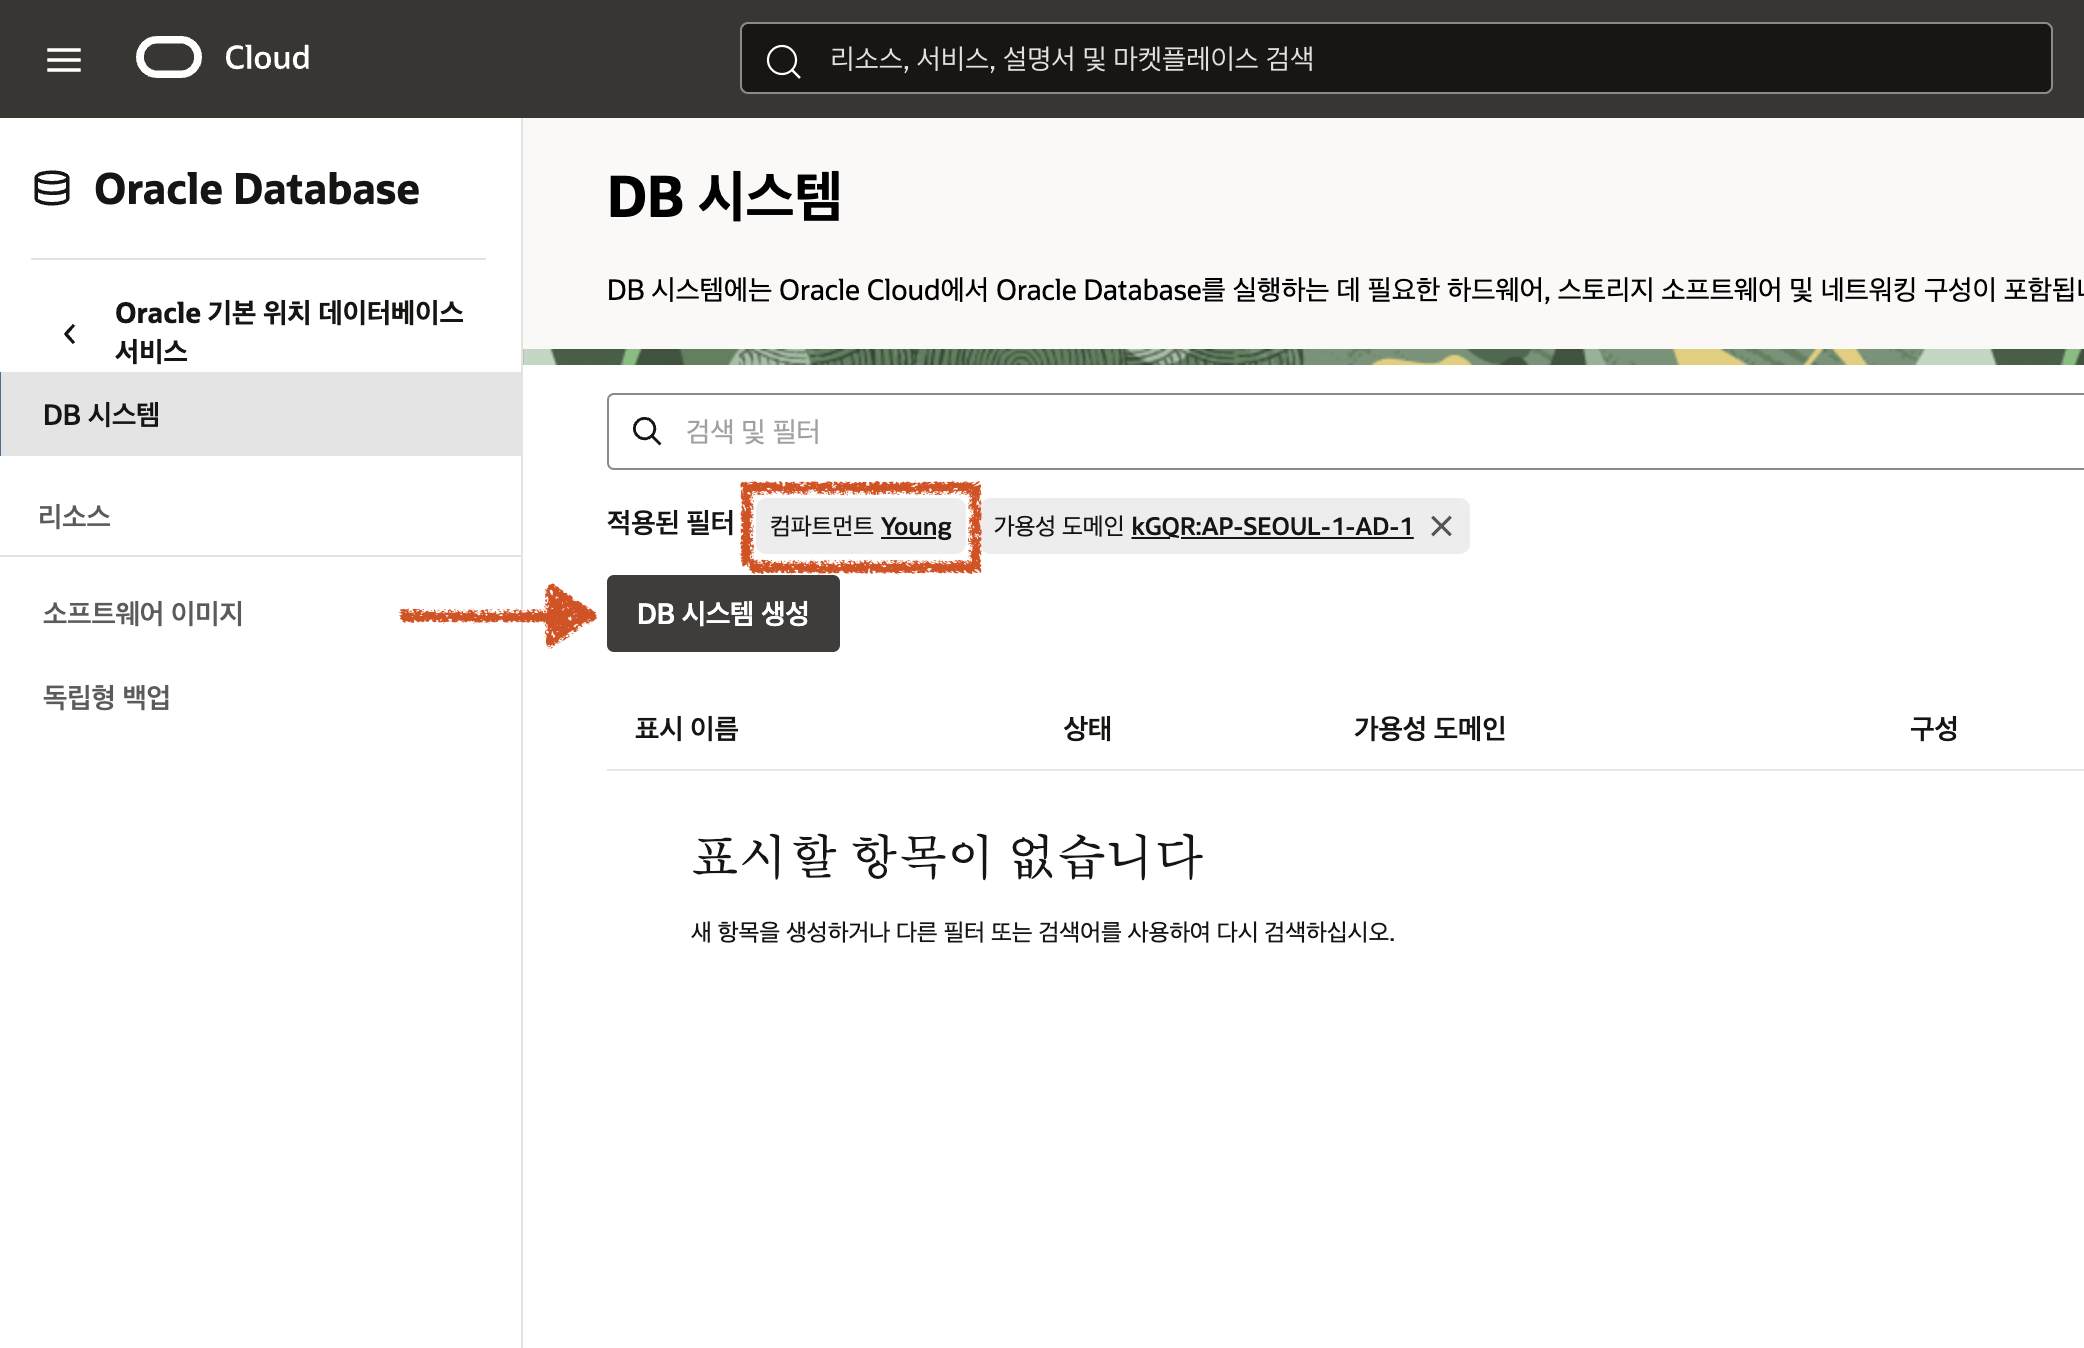 Cloud
리소스, 서비스, 설명서 및 마켓플레이스 검색
Oracle Database
Oracle 기본 위치 데이터베이스
서비스
DB 시스템
리소스
소프트웨어 이미지
독립형 백업
DB 시스템
DB 시스템에는 Oracle Cloud에서 Oracle Database를 실행하는 데 필요한 하드웨어, 스토리지 소프트웨어 및 네트워킹 구성이 포함됩
검색 및 필터
적용된 필터 컴파트먼트 Young 가용성 도메인 kGQR:AP-SEOUL-1-AD-1
DB 시스템 생성
표시 이름 상태 가용성 도메인 구성
표시할 항목이 없습니다
새 항목을 생성하거나 다른 필터 또는 검색어를 사용하여 다시 검색하십시오.